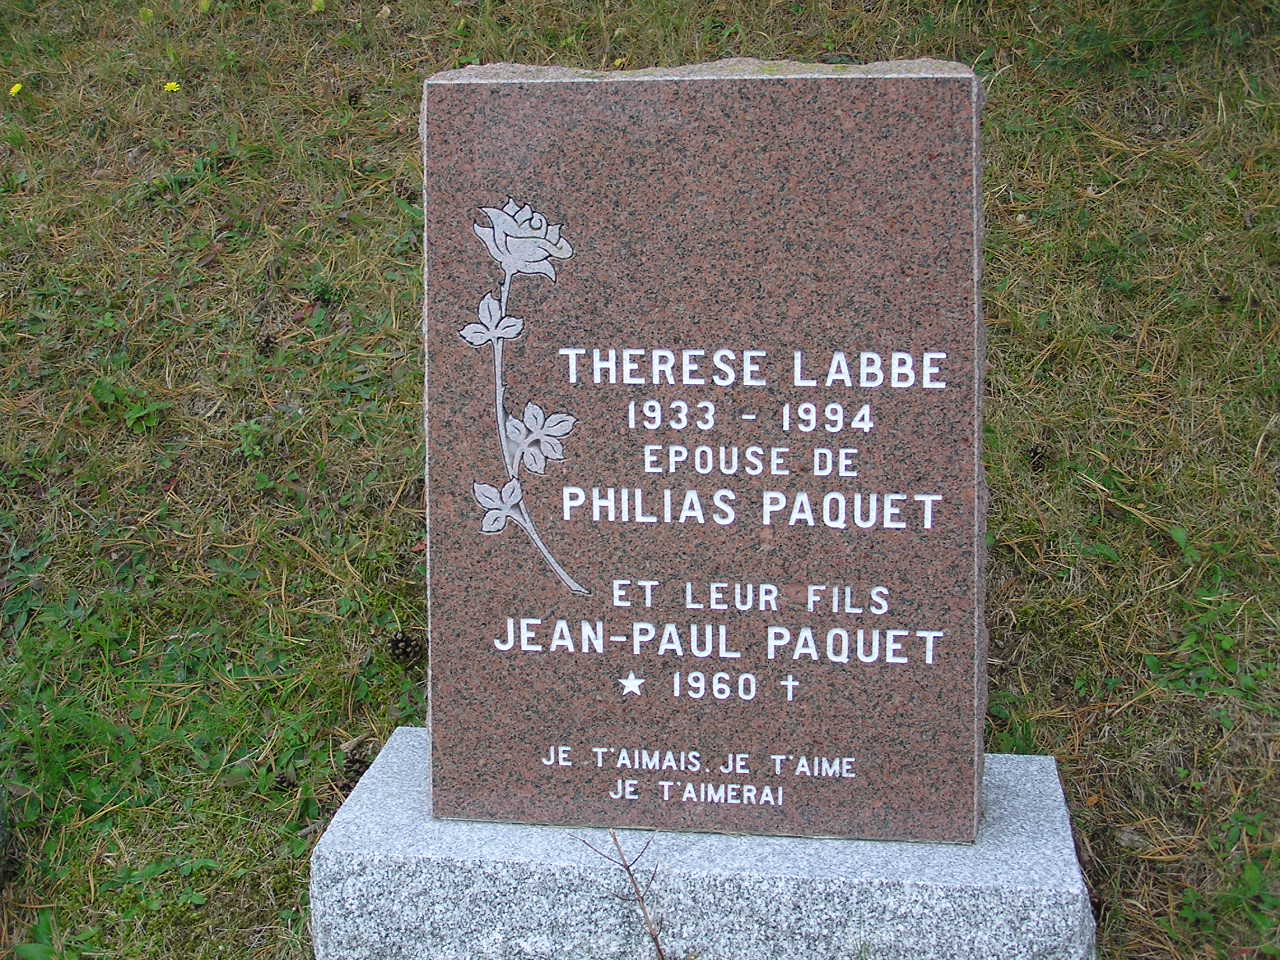 THERESE LABBE
1933 - 1994
EPOUSE DE
PHILIAS PAQUET
ET LEUR FILS
JEAN-PAUL PAQUET
★ 1960 ✝
JE T'AIMAIS. JE T'AIME
JE T'AIMERAI